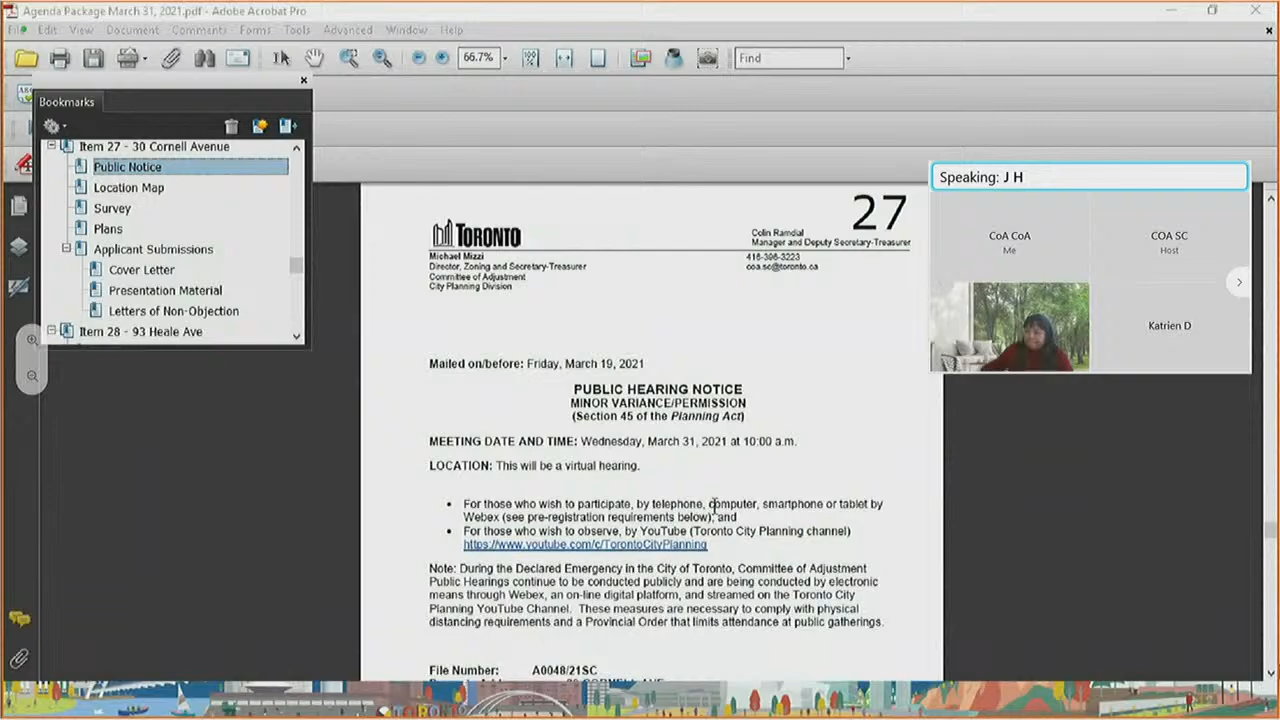 Agenda Package March 31, 2021.pdf - Adobe Acrobat Pro
File Edit View Document Comments Forms Tools Advanced Window Help
66.7%
Find
Bookmarks
Item 27 - 30 Cornell Avenue
Public Notice
Location Map
Survey
Plans
Applicant Submissions
Cover Letter
Presentation Material
Letters of Non-Objection
Item 28 - 93 Heale Ave
Speaking: J H
CoA CoA
Me
COA SC
Host
Katrien D
27
TORONTO
Michael Mizzi
Director, Zoning and Secretary-Treasurer
Committee of Adjustment
City Planning Division
Colin Ramdial
Manager and Deputy Secretary-Treasurer
416-396-3223
coa.sc@toronto.ca
Mailed on/before: Friday, March 19, 2021
PUBLIC HEARING NOTICE
MINOR VARIANCE/PERMISSION
(Section 45 of the Planning Act)
MEETING DATE AND TIME: Wednesday, March 31, 2021 at 10:00 a.m.
LOCATION: This will be a virtual hearing.
• For those who wish to participate, by telephone, computer, smartphone or tablet by
Webex (see pre-registration requirements below); and
• For those who wish to observe, by YouTube (Toronto City Planning channel)
https://www.youtube.com/c/TorontoCityPlanning
Note: During the Declared Emergency in the City of Toronto, Committee of Adjustment
Public Hearings continue to be conducted publicly and are being conducted by electronic
means through Webex, an on-line digital platform, and streamed on the Toronto City
Planning YouTube Channel. These measures are necessary to comply with physical
distancing requirements and a Provincial Order that limits attendance at public gatherings.
File Number: A0048/21SC